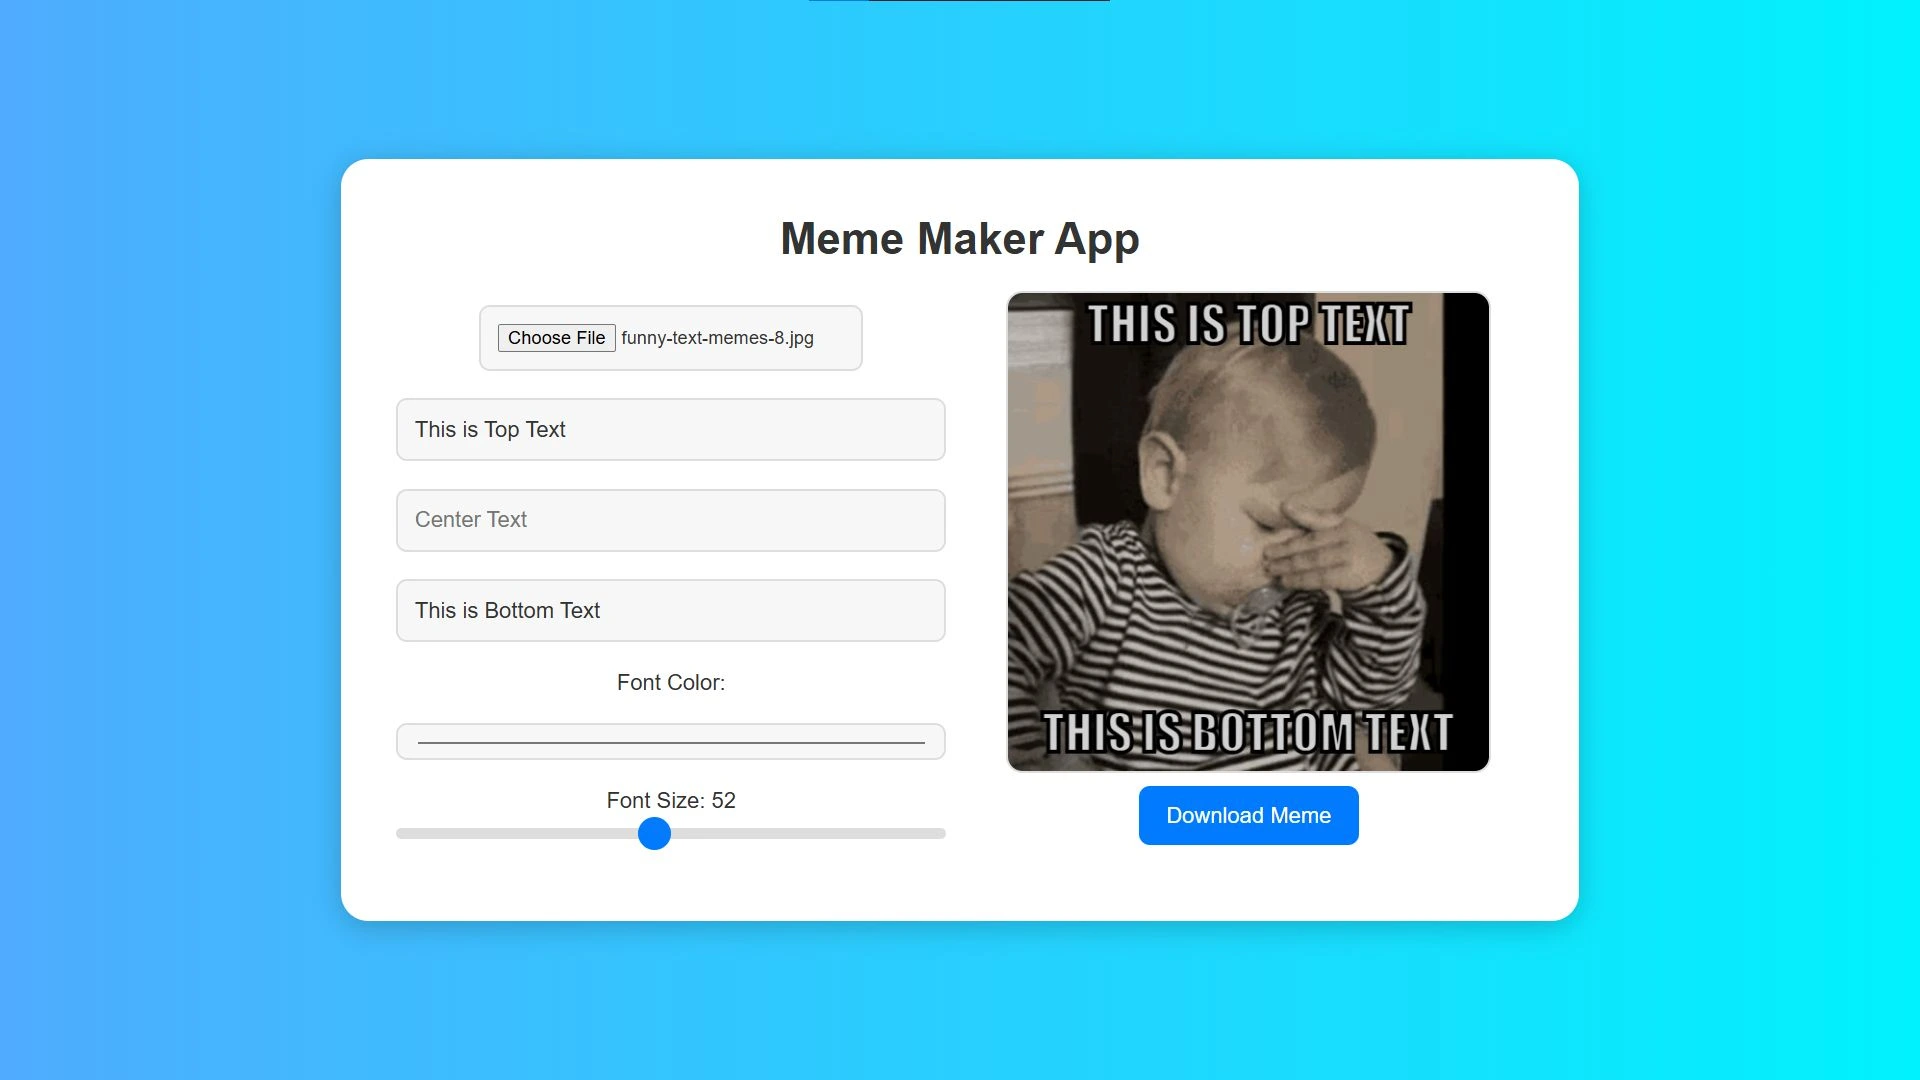 Meme Maker App
Choose File funny-text-memes-8.jpg
This is Top Text
Center Text
This is Bottom Text
Font Color:
Font Size: 52
THIS IS TOP TEXT
THIS IS BOTTOM TEXT
Download Meme